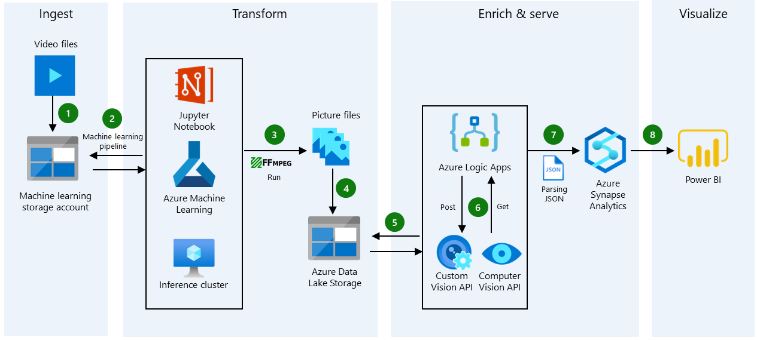 Ingest
Transform
Enrich & serve
Visualize
Video files
1
2
Machine learning
pipeline
Machine learning
storage account
Jupyter
Notebook
Azure Machine
Learning
Inference cluster
3
FFMPEG
Run
Picture files
4
Azure Data
Lake Storage
5
Azure Logic Apps
Post
6
Get
Custom
Vision API
Computer
Vision API
7
JSON
Parsing
JSON
Azure
Synapse
Analytics
8
Power BI